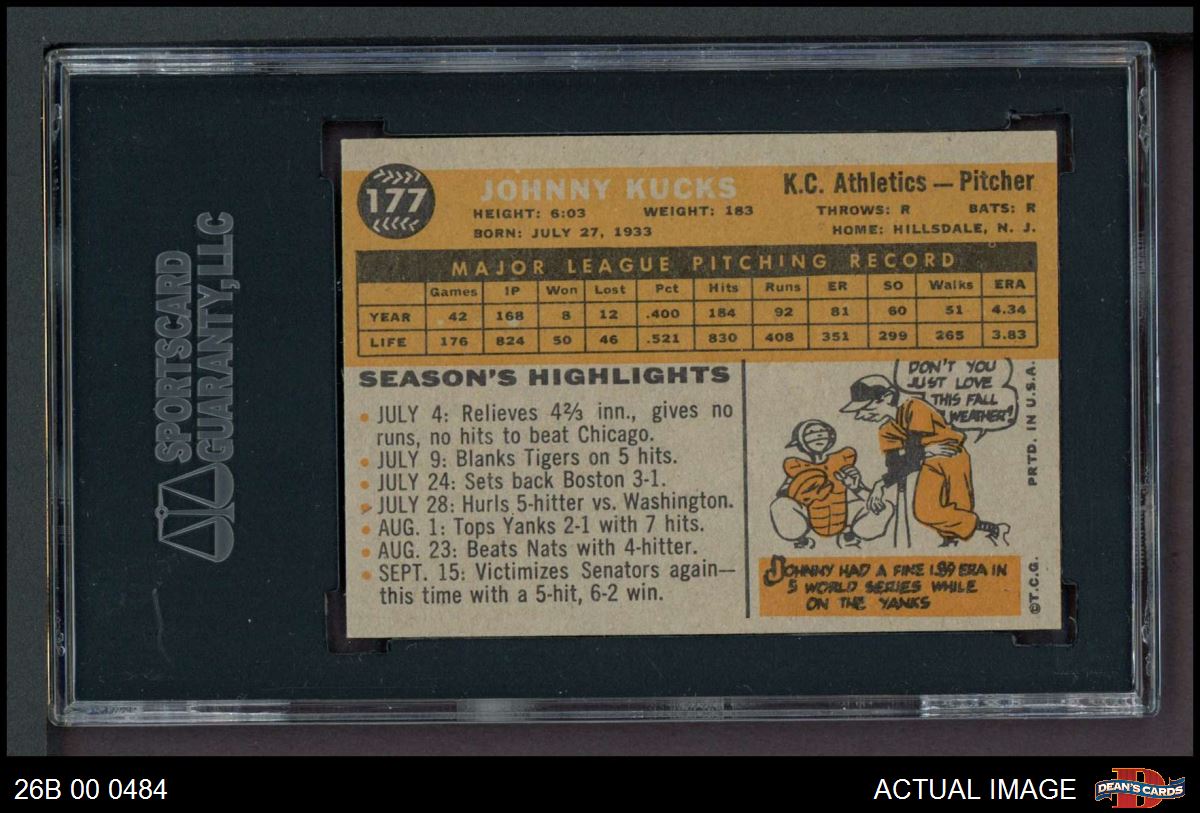 SPORTSCARD
GUARANTY, LLC
177
JOHNNY KUCKS
K.C. Athletics — Pitcher
HEIGHT: 6:03 WEIGHT: 183 THROWS: R BATS: R
BORN: JULY 27, 1933 HOME: HILLSDALE, N. J.
MAJOR LEAGUE PITCHING RECORD
Games IP Won Lost Pct Hits Runs ER SO Walks ERA
YEAR 42 168 8 12 .400 184 92 81 60 51 4.34
LIFE 176 824 50 46 .521 830 408 351 299 265 3.83
SEASON'S HIGHLIGHTS
• JULY 4: Relieves 4⅔ inn., gives no
runs, no hits to beat Chicago.
• JULY 9: Blanks Tigers on 5 hits.
• JULY 24: Sets back Boston 3-1.
• JULY 28: Hurls 5-hitter vs. Washington.
• AUG. 1: Tops Yanks 2-1 with 7 hits.
• AUG. 23: Beats Nats with 4-hitter.
• SEPT. 15: Victimizes Senators again—
this time with a 5-hit, 6-2 win.
DON'T YOU
JUST LOVE
THIS FALL
WEATHER?
JOHNNY HAD A FINE 1.89 ERA IN
5 WORLD SERIES WHILE
ON THE YANKS
PRTD. IN U.S.A.
©T.C.G.
26B 00 0484
ACTUAL IMAGE
D
DEAN'S CARDS